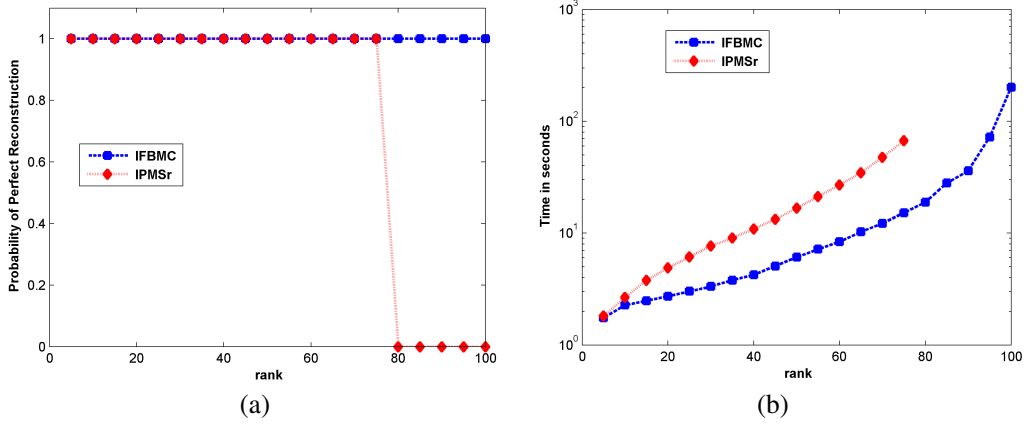 1
0.8
0.6
0.4
0.2
0
0 20 40 60 80 100
Probability of Perfect Reconstruction
rank
IFBMC
IPMSr
(a)
10^3
10^2
10^1
10^0
0 20 40 60 80 100
Time in seconds
rank
IFBMC
IPMSr
(b)